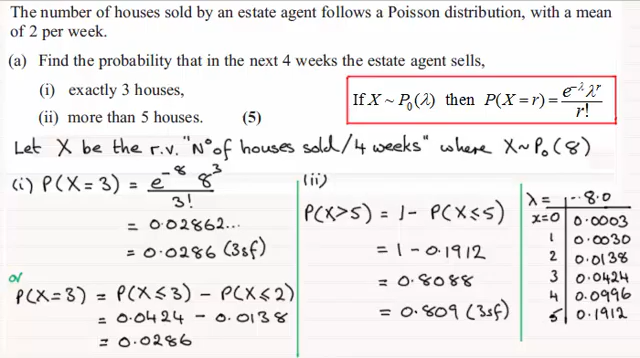 The number of houses sold by an estate agent follows a Poisson distribution, with a mean
of 2 per week.
(a) Find the probability that in the next 4 weeks the estate agent sells,
(i) exactly 3 houses,
(ii) more than 5 houses. (5)
If X ~ P₀(λ) then P(X = r) = e^(-λ) λ^r / r!
Let X be the r.v. "Nº of houses sold/4 weeks" where X~P₀(8)
(i) P(X=3) = e^(-8) 8^3 / 3!
= 0.02862...
= 0.0286 (3sf)
or
P(X=3) = P(X≤3) - P(X≤2)
= 0.0424 - 0.0138
= 0.0286
(ii)
P(X>5) = 1 - P(X≤5)
= 1 - 0.1912
= 0.8088
= 0.809 (3sf)
λ = | -- 8.0
x=0 0.0003
1 0.0030
2 0.0138
3 0.0424
4 0.0996
5 0.1912